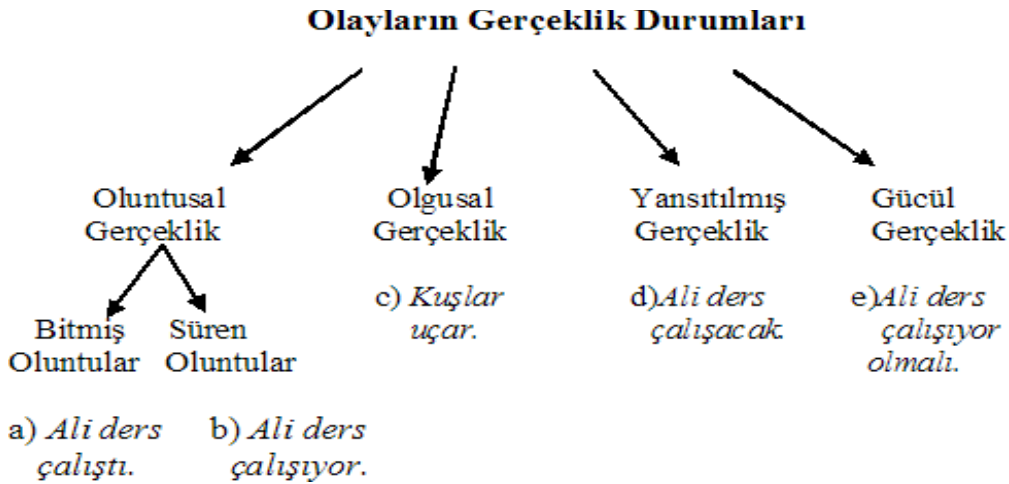 Olayların Gerçeklik Durumları
Oluntusal
Gerçeklik
Olgusal
Gerçeklik
Yansıtılmış
Gerçeklik
Gücül
Gerçeklik
Bitmiş
Oluntular
Süren
Oluntular
a) Ali ders
çalıştı.
b) Ali ders
çalışıyor.
c) Kuşlar
uçar.
d)Ali ders
çalışacak.
e)Ali ders
çalışıyor
olmalı.